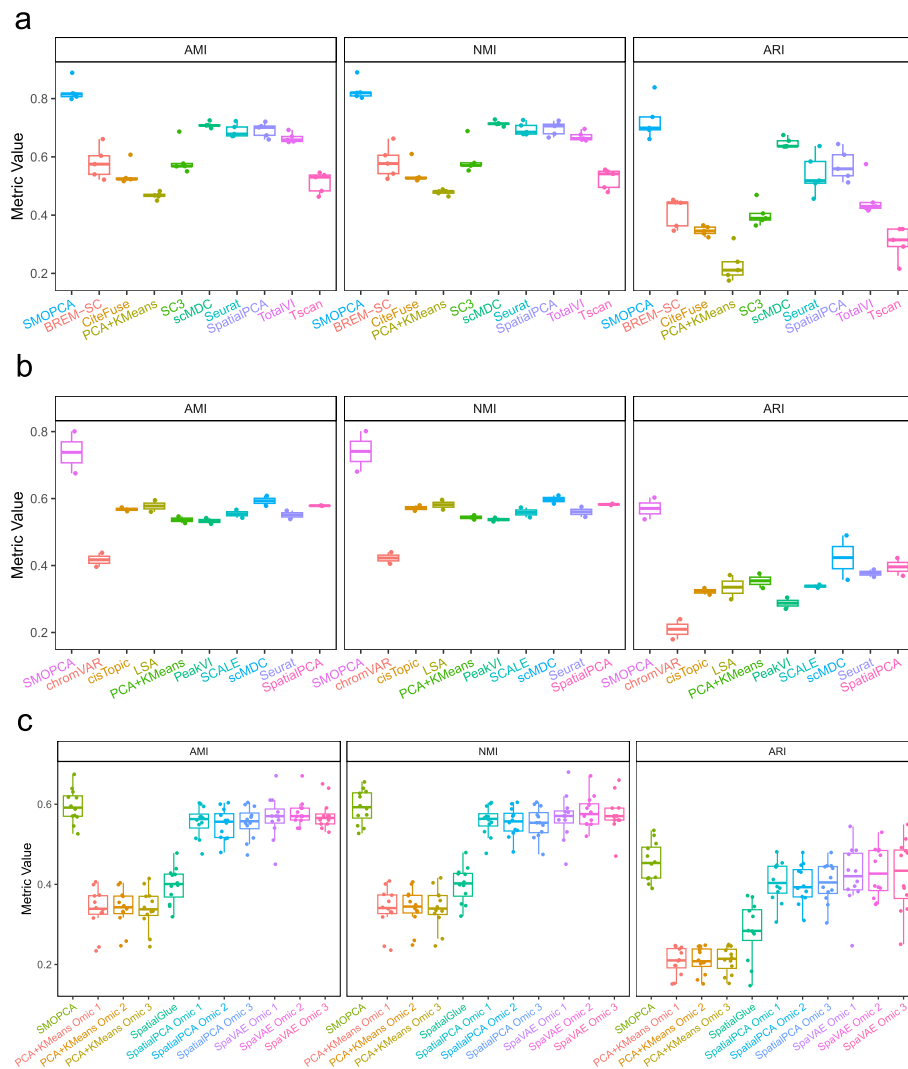 a
AMI NMI ARI
Metric Value
0.8
0.6
0.4
0.2
SMOPCA BREM-SC CiteFuse PCA+KMeans SC3 scMDC Seurat SpatialPCA TotalVI Tscan
SMOPCA BREM-SC CiteFuse PCA+KMeans SC3 scMDC Seurat SpatialPCA TotalVI Tscan
SMOPCA BREM-SC CiteFuse PCA+KMeans SC3 scMDC Seurat SpatialPCA TotalVI Tscan
b
AMI NMI ARI
Metric Value
0.8
0.6
0.4
0.2
SMOPCA chromVAR cisTopic LSA PCA+KMeans PeakVI SCALE scMDC Seurat SpatialPCA
SMOPCA chromVAR cisTopic LSA PCA+KMeans PeakVI SCALE scMDC Seurat SpatialPCA
SMOPCA chromVAR cisTopic LSA PCA+KMeans PeakVI SCALE scMDC Seurat SpatialPCA
c
AMI NMI ARI
Metric Value
0.6
0.4
0.2
SMOPCA PCA+KMeans Omic 1 PCA+KMeans Omic 2 PCA+KMeans Omic 3 SpatialGlue SpatialPCA Omic 1 SpatialPCA Omic 2 SpatialPCA Omic 3 SpaVAE Omic 1 SpaVAE Omic 2 SpaVAE Omic 3
SMOPCA PCA+KMeans Omic 1 PCA+KMeans Omic 2 PCA+KMeans Omic 3 SpatialGlue SpatialPCA Omic 1 SpatialPCA Omic 2 SpatialPCA Omic 3 SpaVAE Omic 1 SpaVAE Omic 2 SpaVAE Omic 3
SMOPCA PCA+KMeans Omic 1 PCA+KMeans Omic 2 PCA+KMeans Omic 3 SpatialGlue SpatialPCA Omic 1 SpatialPCA Omic 2 SpatialPCA Omic 3 SpaVAE Omic 1 SpaVAE Omic 2 SpaVAE Omic 3